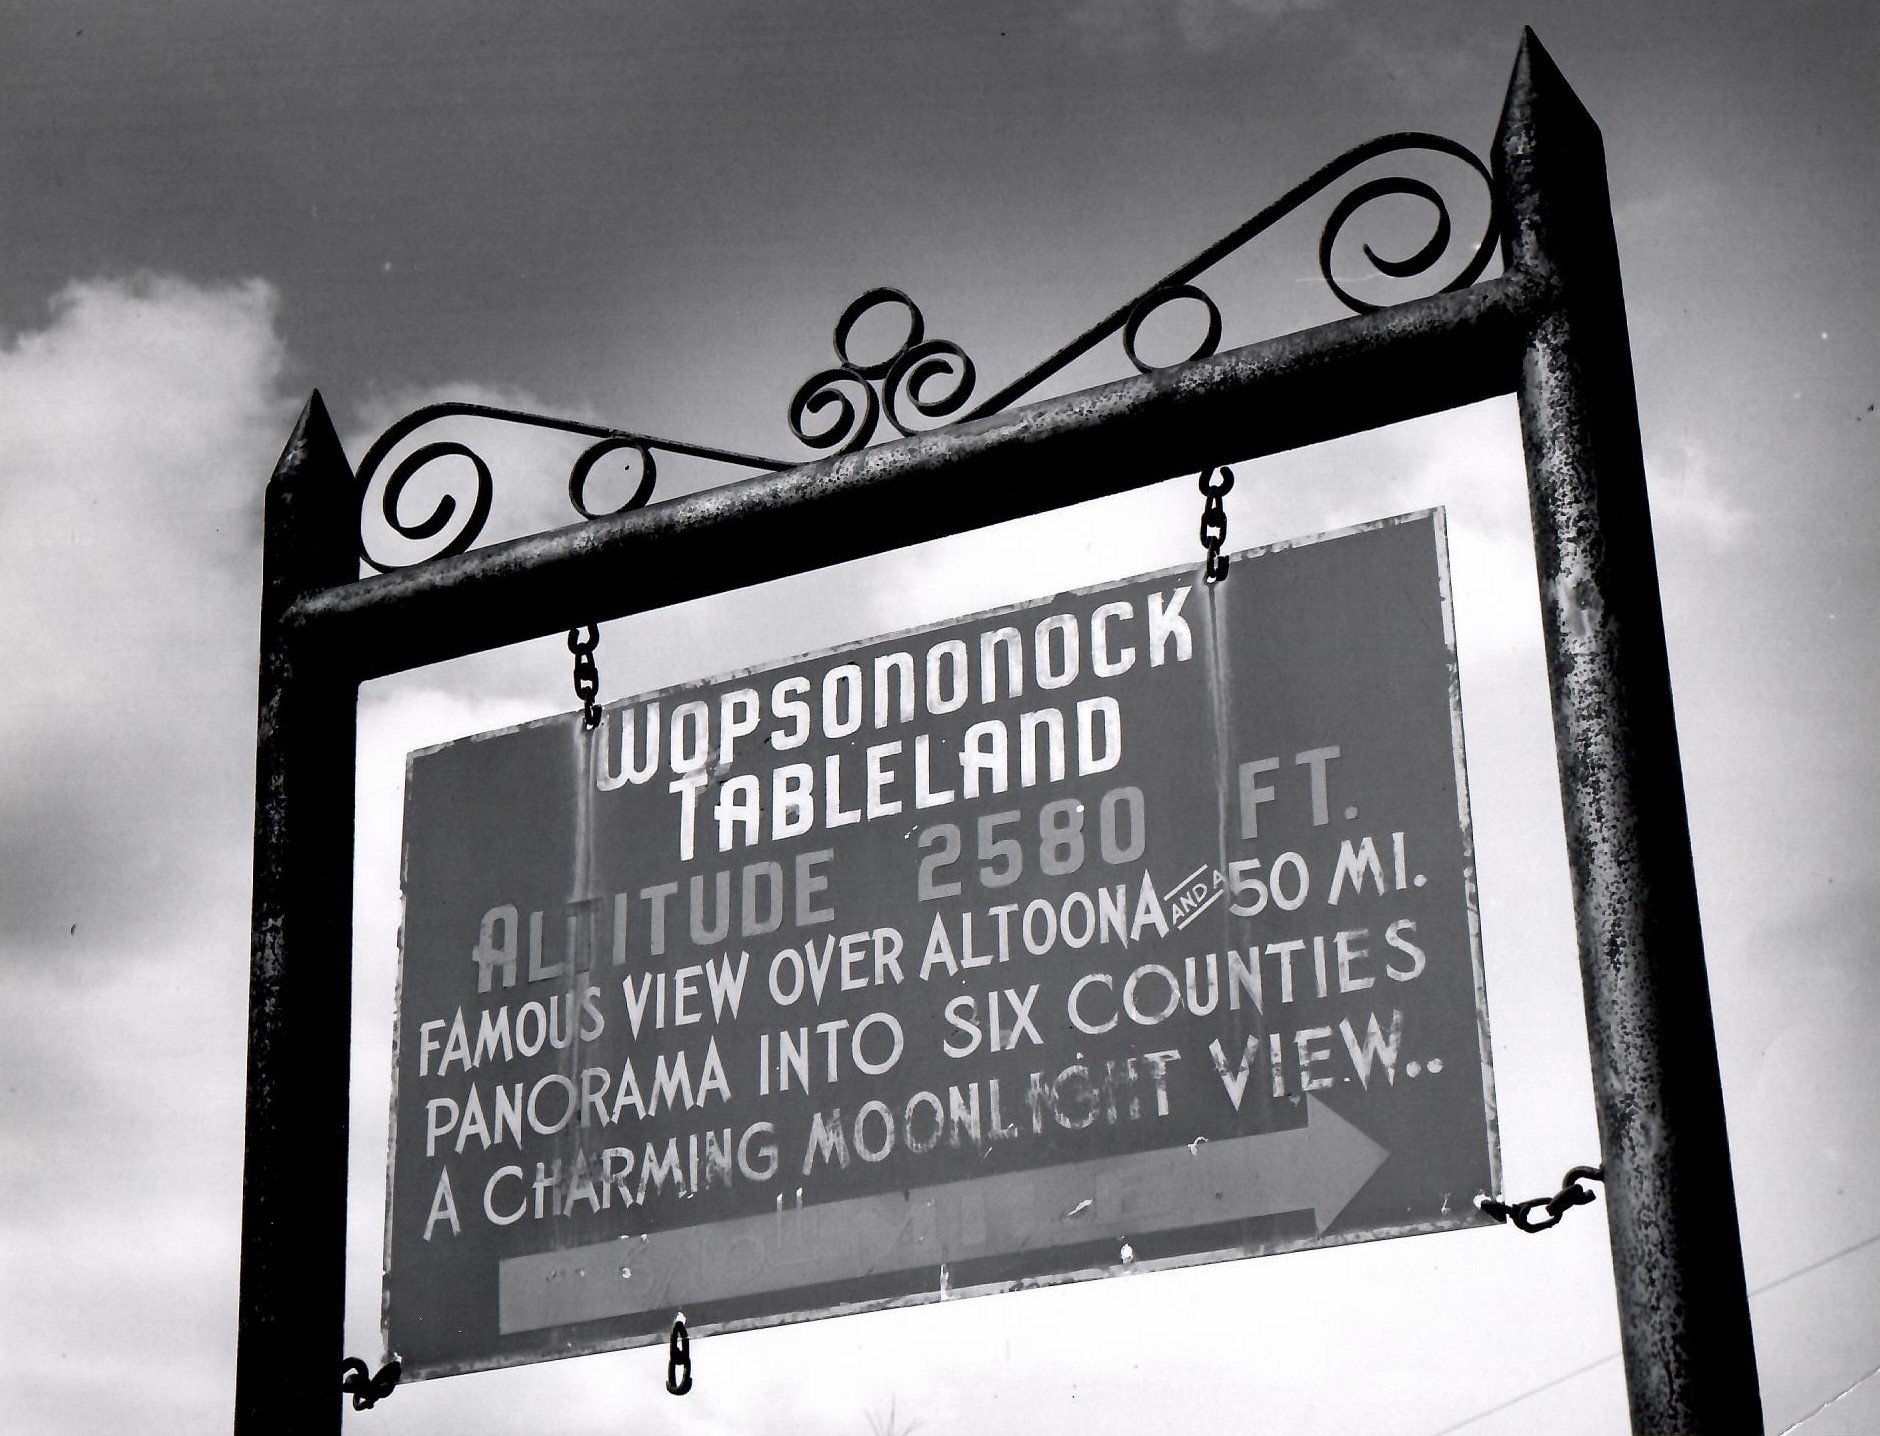 WOPSONONOCK
TABLELAND
ALTITUDE 2580 FT.
FAMOUS VIEW OVER ALTOONA AND A 50 MI.
PANORAMA INTO SIX COUNTIES
A CHARMING MOONLIGHT VIEW..